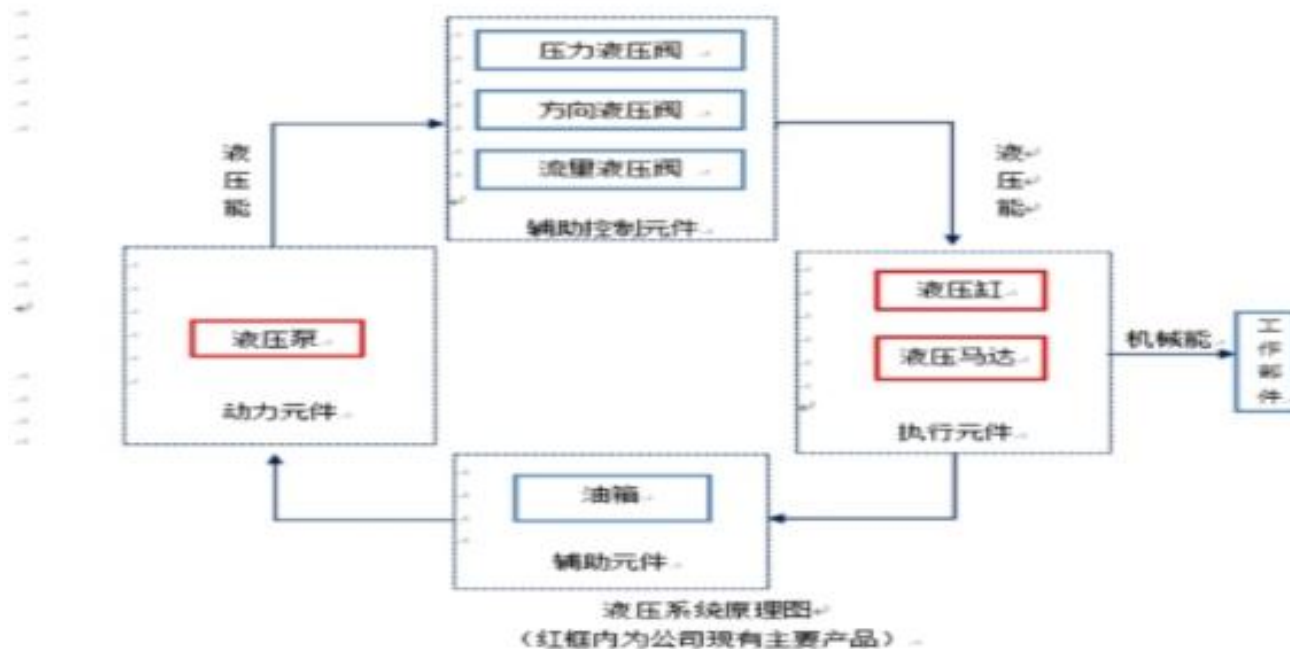 压力液压阀
方向液压阀
流量液压阀
辅助控制元件
液压能
液压能
液压泵
动力元件
液压缸
液压马达
执行元件
机械能
工作部件
油箱
辅助元件
液压系统原理图
（红框内为公司现有主要产品）